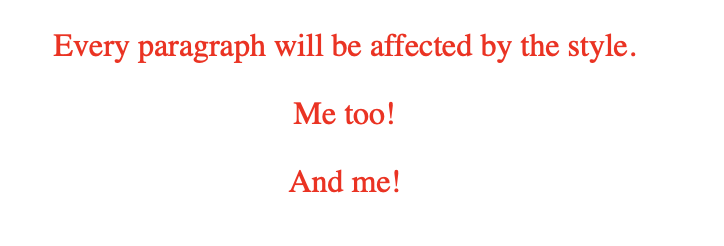 Every paragraph will be affected by the style.
Me too!
And me!